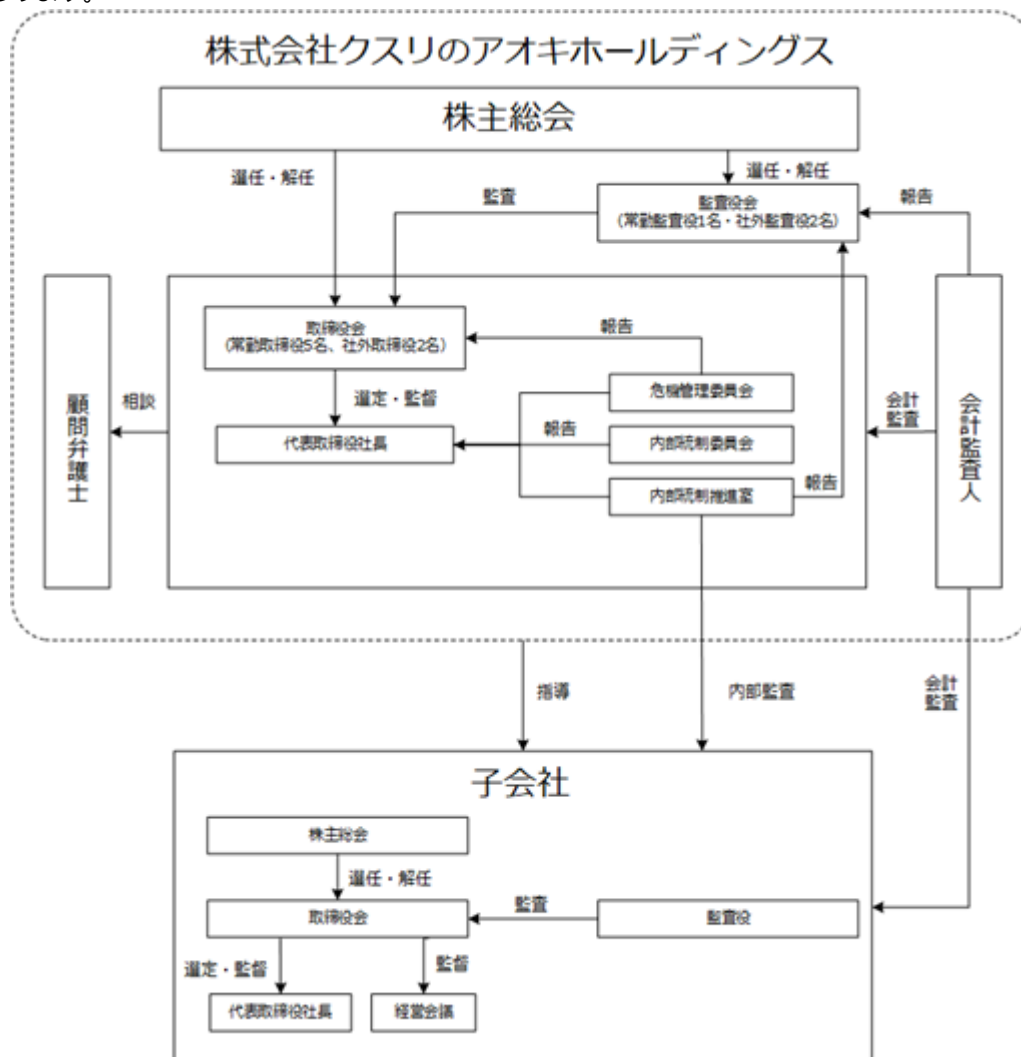 ります。
株式会社クスリのアオキホールディングス
株主総会
選任・解任
選任・解任
監査
監査役会
(常勤監査役1名・社外監査役2名)
報告
取締役会
(常勤取締役5名、社外取締役2名)
報告
選定・監督
危機管理委員会
顧問弁護士
相談
代表取締役社長
報告
内部統制委員会
会計
監査
会計監査人
内部統制推進室
報告
指導
内部監査
会計
監査
子会社
株主総会
選任・解任
取締役会
監査
監査役
選定・監督
監督
代表取締役社長
経営会議